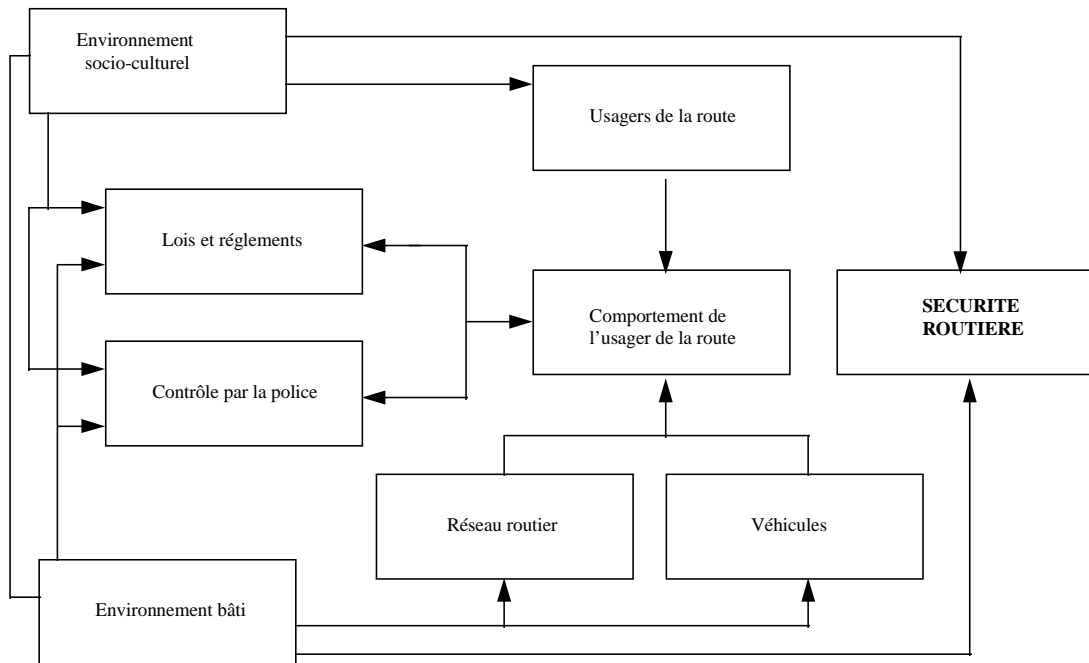 Environnement
socio-culturel
Usagers de la route
Lois et réglements
Comportement de
l’usager de la route
SÉCURITE
ROUTIERE
Contrôle par la police
Réseau routier
Véhicules
Environnement bâti